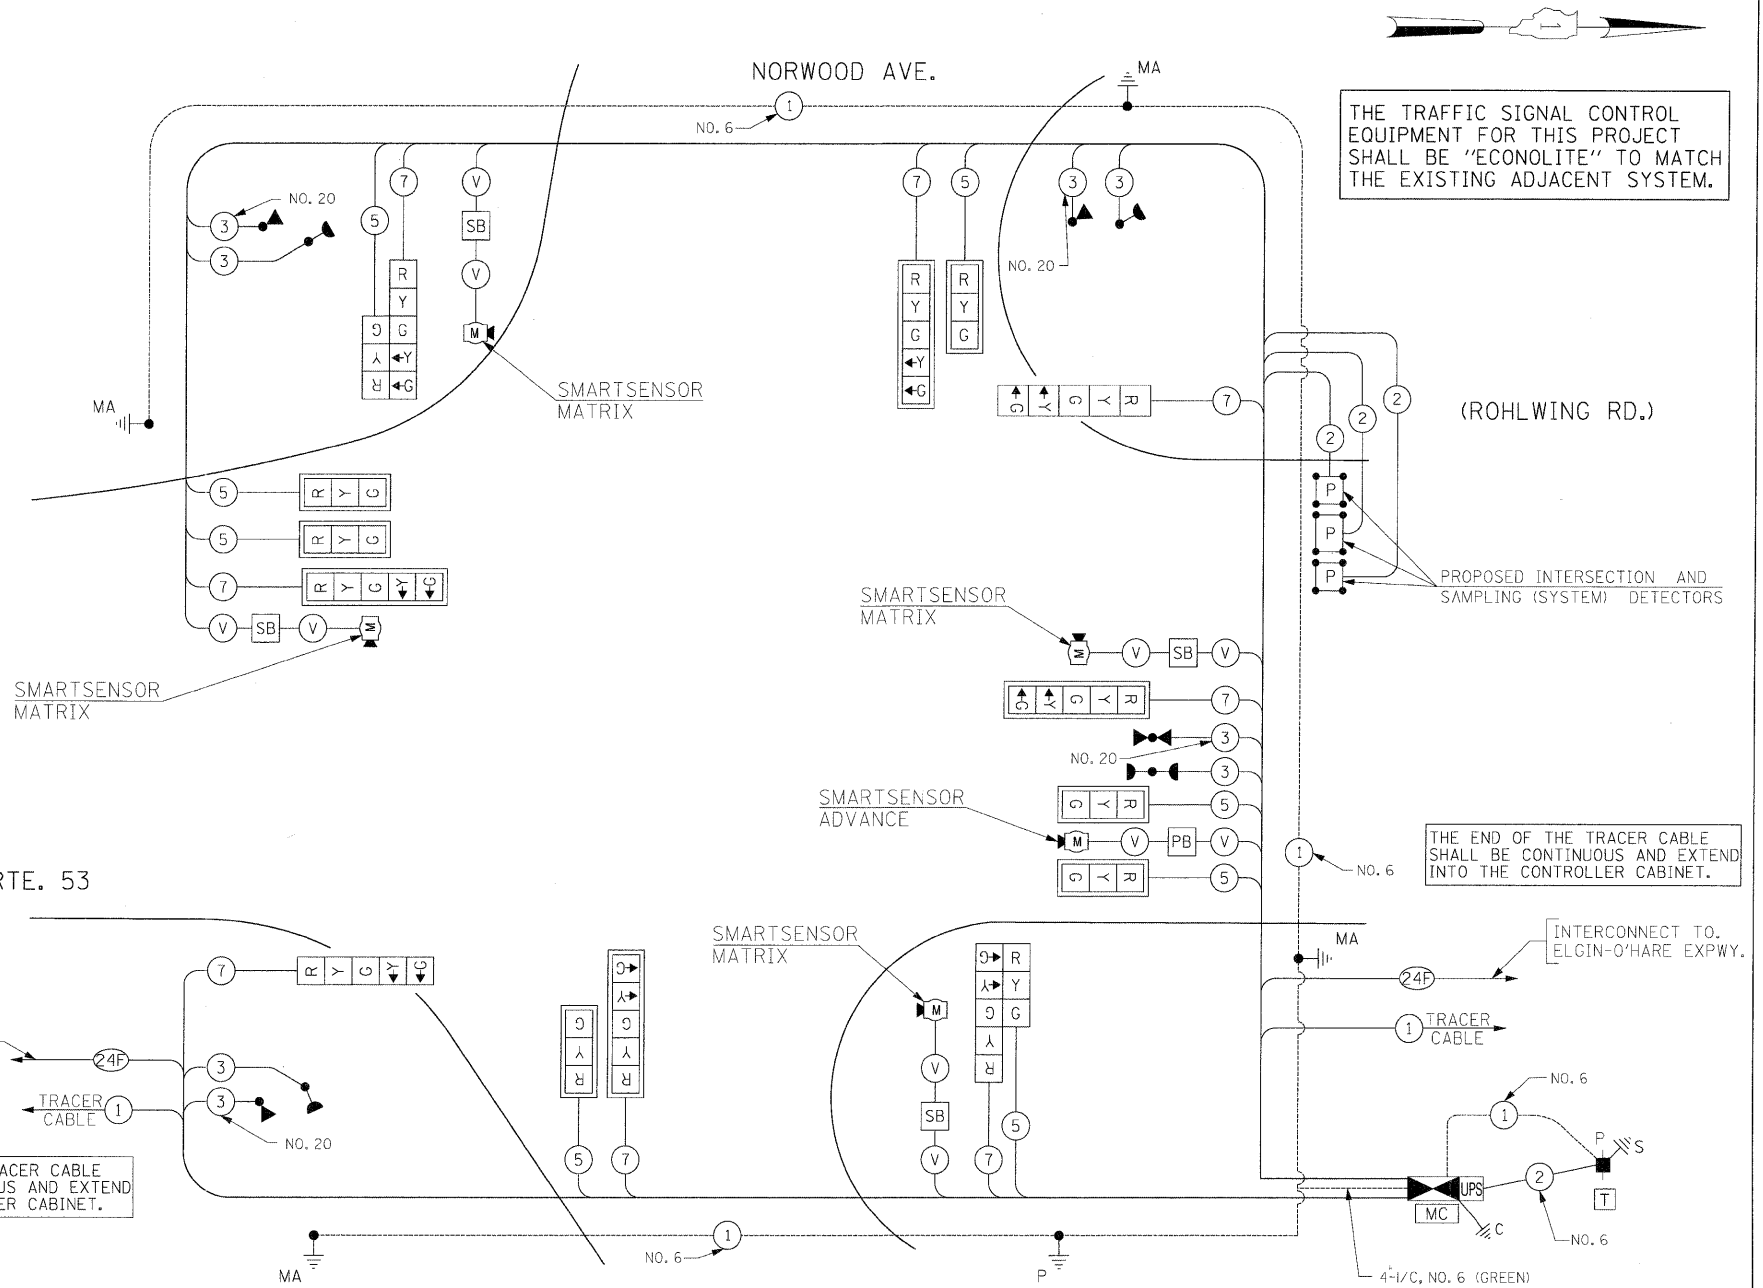 NORWOOD AVE.
MA
1
NO. 6
THE TRAFFIC SIGNAL CONTROL
EQUIPMENT FOR THIS PROJECT
SHALL BE "ECONOLITE" TO MATCH
THE EXISTING ADJACENT SYSTEM.
3
NO. 20
3
5
7
V
SB
V
M
R
Y
G
←Y
←G
G
Y
R
SMARTSENSOR
MATRIX
7
5
3
3
NO. 20
R
Y
G
←Y
←G
R
Y
G
G Y G Y R
7
2
2
2
P
P
P
(ROHLWING RD.)
PROPOSED INTERSECTION AND
SAMPLING (SYSTEM) DETECTORS
MA
5
R Y G
5
R Y G
7
R Y G Y G
V
SB
V
M
SMARTSENSOR
MATRIX
SMARTSENSOR
MATRIX
M
V
SB
V
G Y G Y R
7
NO. 20
3
3
G Y R
5
SMARTSENSOR
ADVANCE
M
V
PB
V
G Y R
5
1
NO. 6
THE END OF THE TRACER CABLE
SHALL BE CONTINUOUS AND EXTEND
INTO THE CONTROLLER CABINET.
RTE. 53
7
R Y G Y G
24F
3
TRACER
CABLE
1
3
NO. 20
ACER CABLE
US AND EXTEND
ER CABINET.
G
Y
R
5
G
Y
G
Y
R
7
SMARTSENSOR
MATRIX
M
V
SB
V
G R
Y Y
G G
Y
R
7
5
MA
INTERCONNECT TO.
ELGIN-O'HARE EXPWY.
24F
1
TRACER
CABLE
NO. 6
1
P
S
T
2
NO. 6
UPS
MC
C
4-1/C, NO. 6 (GREEN)
MA
NO. 6
1
P